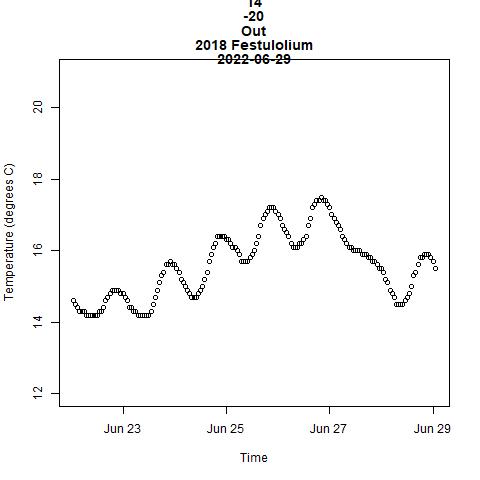 14
-20
Out
2018 Festulolium
2022-06-29
Temperature (degrees C)
20
18
16
14
12
Jun 23
Jun 25
Jun 27
Jun 29
Time